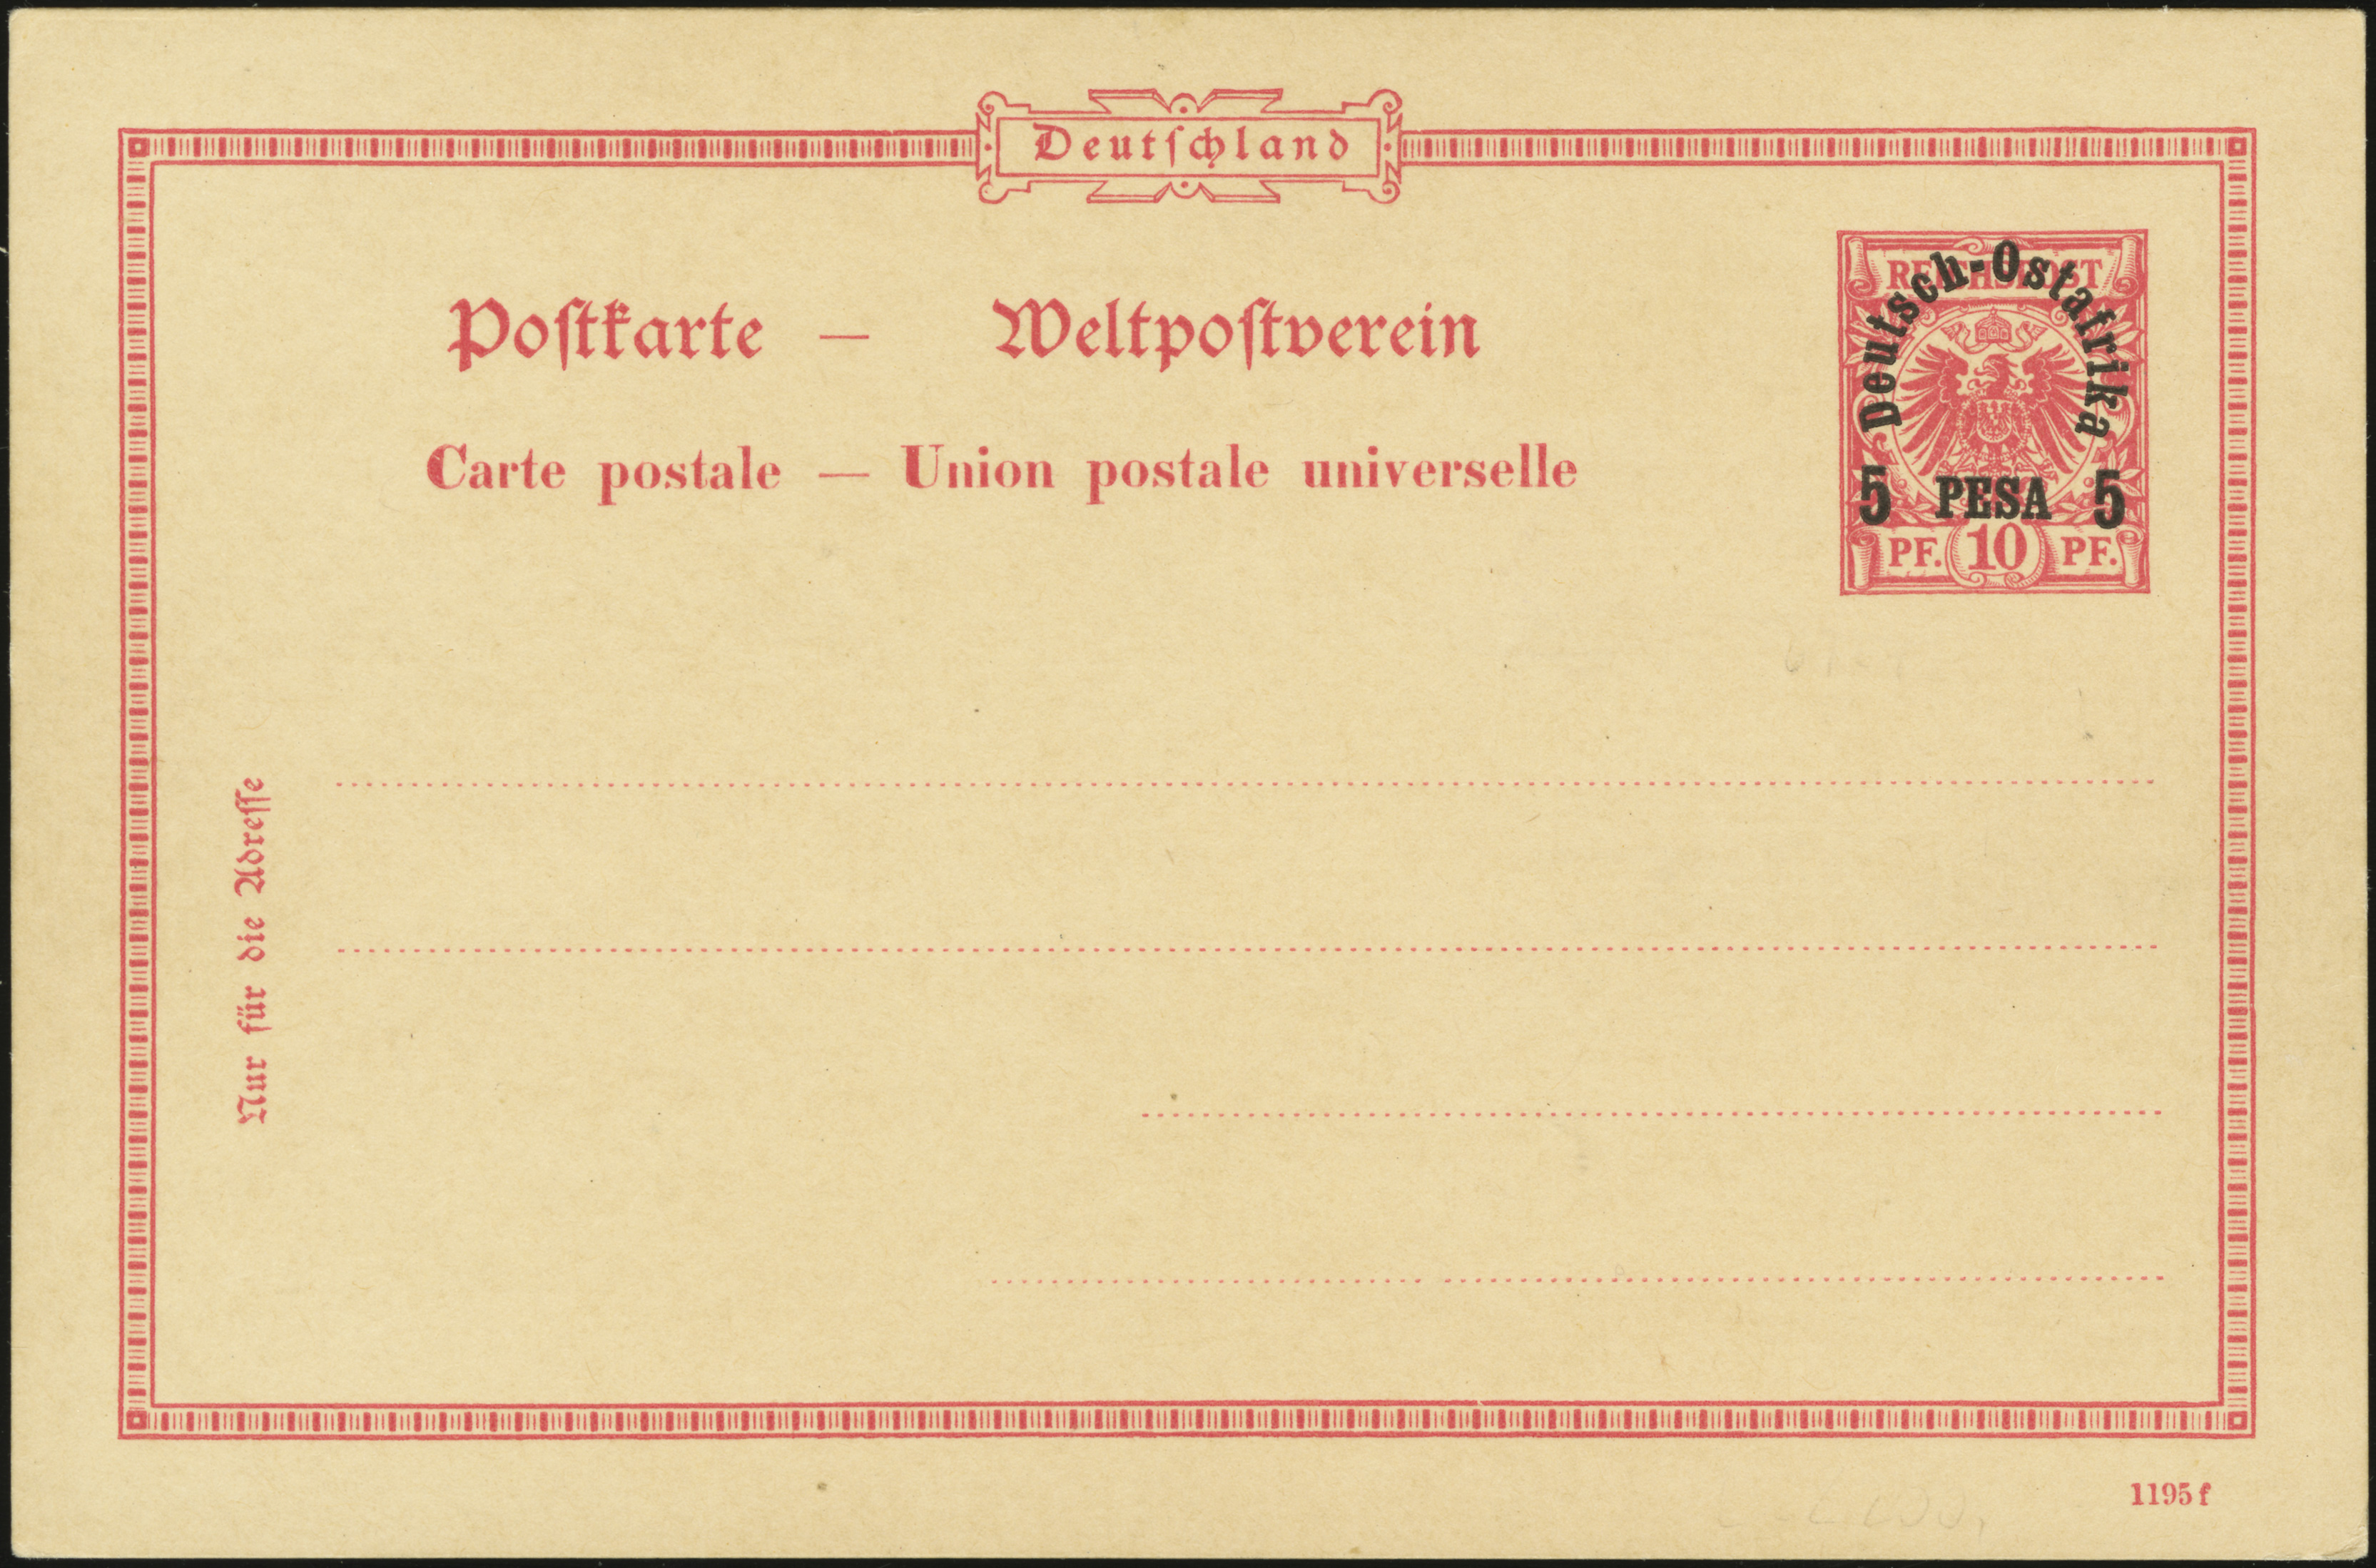 Deutſchland
REICHSPOST
Deutsch-Ostafrika
5 PESA 5
PF. 10 PF.
Poſtkarte — Weltpoſtverein
Carte postale — Union postale universelle
Nur für die Adreſſe
1195 f